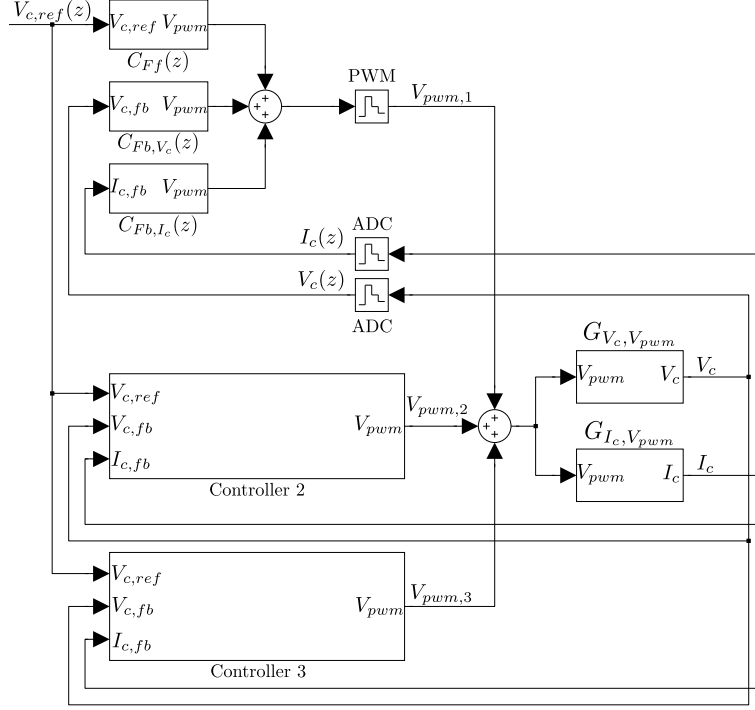 V_{c,ref}(z)
V_{c,ref} V_{pwm}
C_{Ff}(z)
V_{c,fb} V_{pwm}
C_{Fb,V_c}(z)
I_{c,fb} V_{pwm}
C_{Fb,I_c}(z)
+
+
+
PWM
V_{pwm,1}
ADC
I_c(z)
V_c(z)
ADC
V_{c,ref}
V_{c,fb}
I_{c,fb}
V_{pwm}
Controller 2
V_{pwm,2}
+
+
+
G_{V_c,V_{pwm}}
V_{pwm} V_c
V_c
G_{I_c,V_{pwm}}
V_{pwm} I_c
I_c
V_{c,ref}
V_{c,fb}
I_{c,fb}
V_{pwm}
Controller 3
V_{pwm,3}